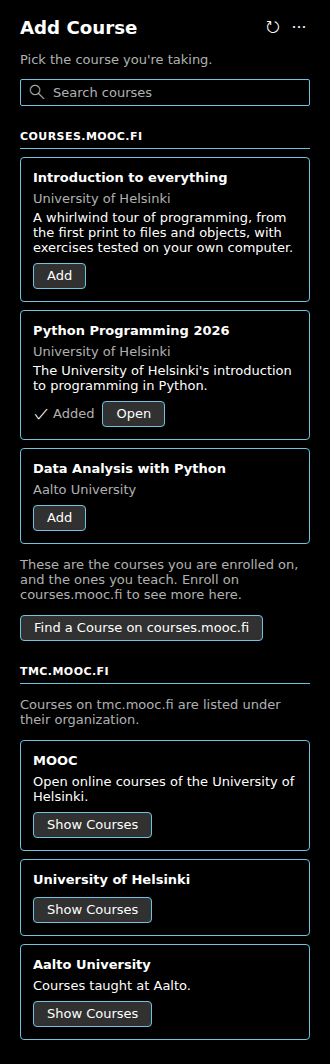 Add Course
Pick the course you're taking.
Search courses
COURSES.MOOC.FI
Introduction to everything
University of Helsinki
A whirlwind tour of programming, from
the first print to files and objects, with
exercises tested on your own computer.
Add
Python Programming 2026
University of Helsinki
The University of Helsinki's introduction
to programming in Python.
Added Open
Data Analysis with Python
Aalto University
Add
These are the courses you are enrolled on,
and the ones you teach. Enroll on
courses.mooc.fi to see more here.
Find a Course on courses.mooc.fi
TMC.MOOC.FI
Courses on tmc.mooc.fi are listed under
their organization.
MOOC
Open online courses of the University of
Helsinki.
Show Courses
University of Helsinki
Show Courses
Aalto University
Courses taught at Aalto.
Show Courses